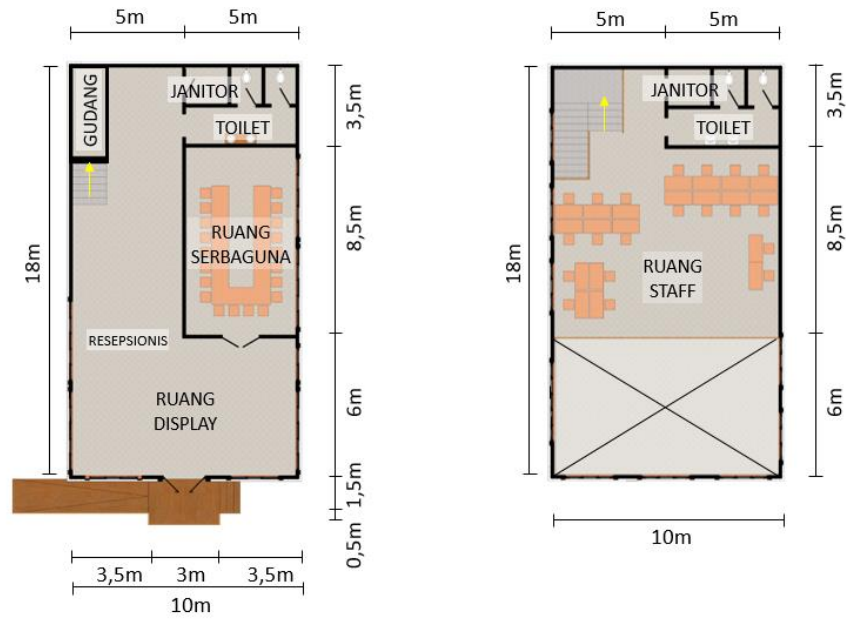 5m
5m
GUDANG
JANITOR
TOILET
3,5m
18m
RUANG
SERBAGUNA
8,5m
RESEPSIONIS
RUANG
DISPLAY
6m
1,5m
0,5m
3,5m
3m
3,5m
10m
5m
5m
JANITOR
TOILET
3,5m
18m
RUANG
STAFF
8,5m
6m
10m